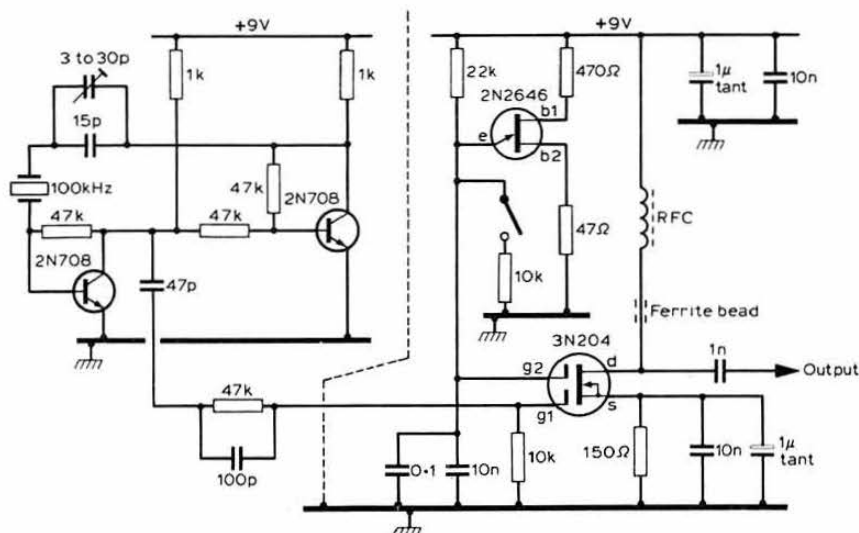 +9V
+9V
3 to 30p
1k
1k
15p
100kHz
47k
2N708
47k
47k
2N708
47p
47k
100p
22k
470Ω
2N2646
b1
e
b2
47Ω
10k
1μ
tant
10n
RFC
Ferrite bead
3N204
g2
d
g1
s
1n
Output
0·1
10n
10k
150Ω
10n
1μ
tant